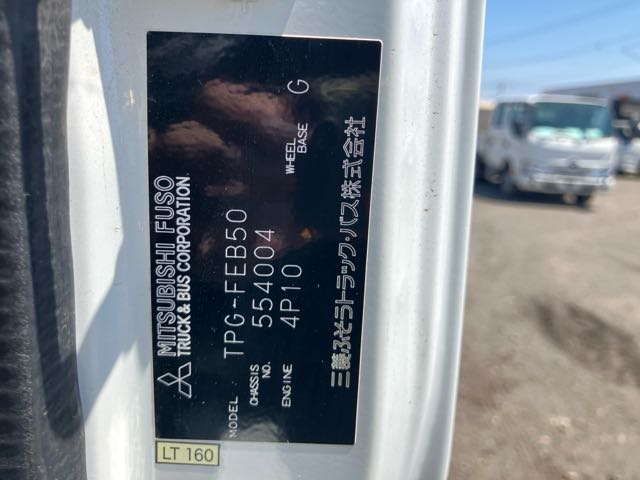 MITSUBISHI FUSO
TRUCK & BUS CORPORATION.
MODEL TPG-FEB50
CHASSIS NO. 554004
ENGINE 4P10 WHEEL BASE G
三菱ふそうトラック・バス株式会社
LT 160